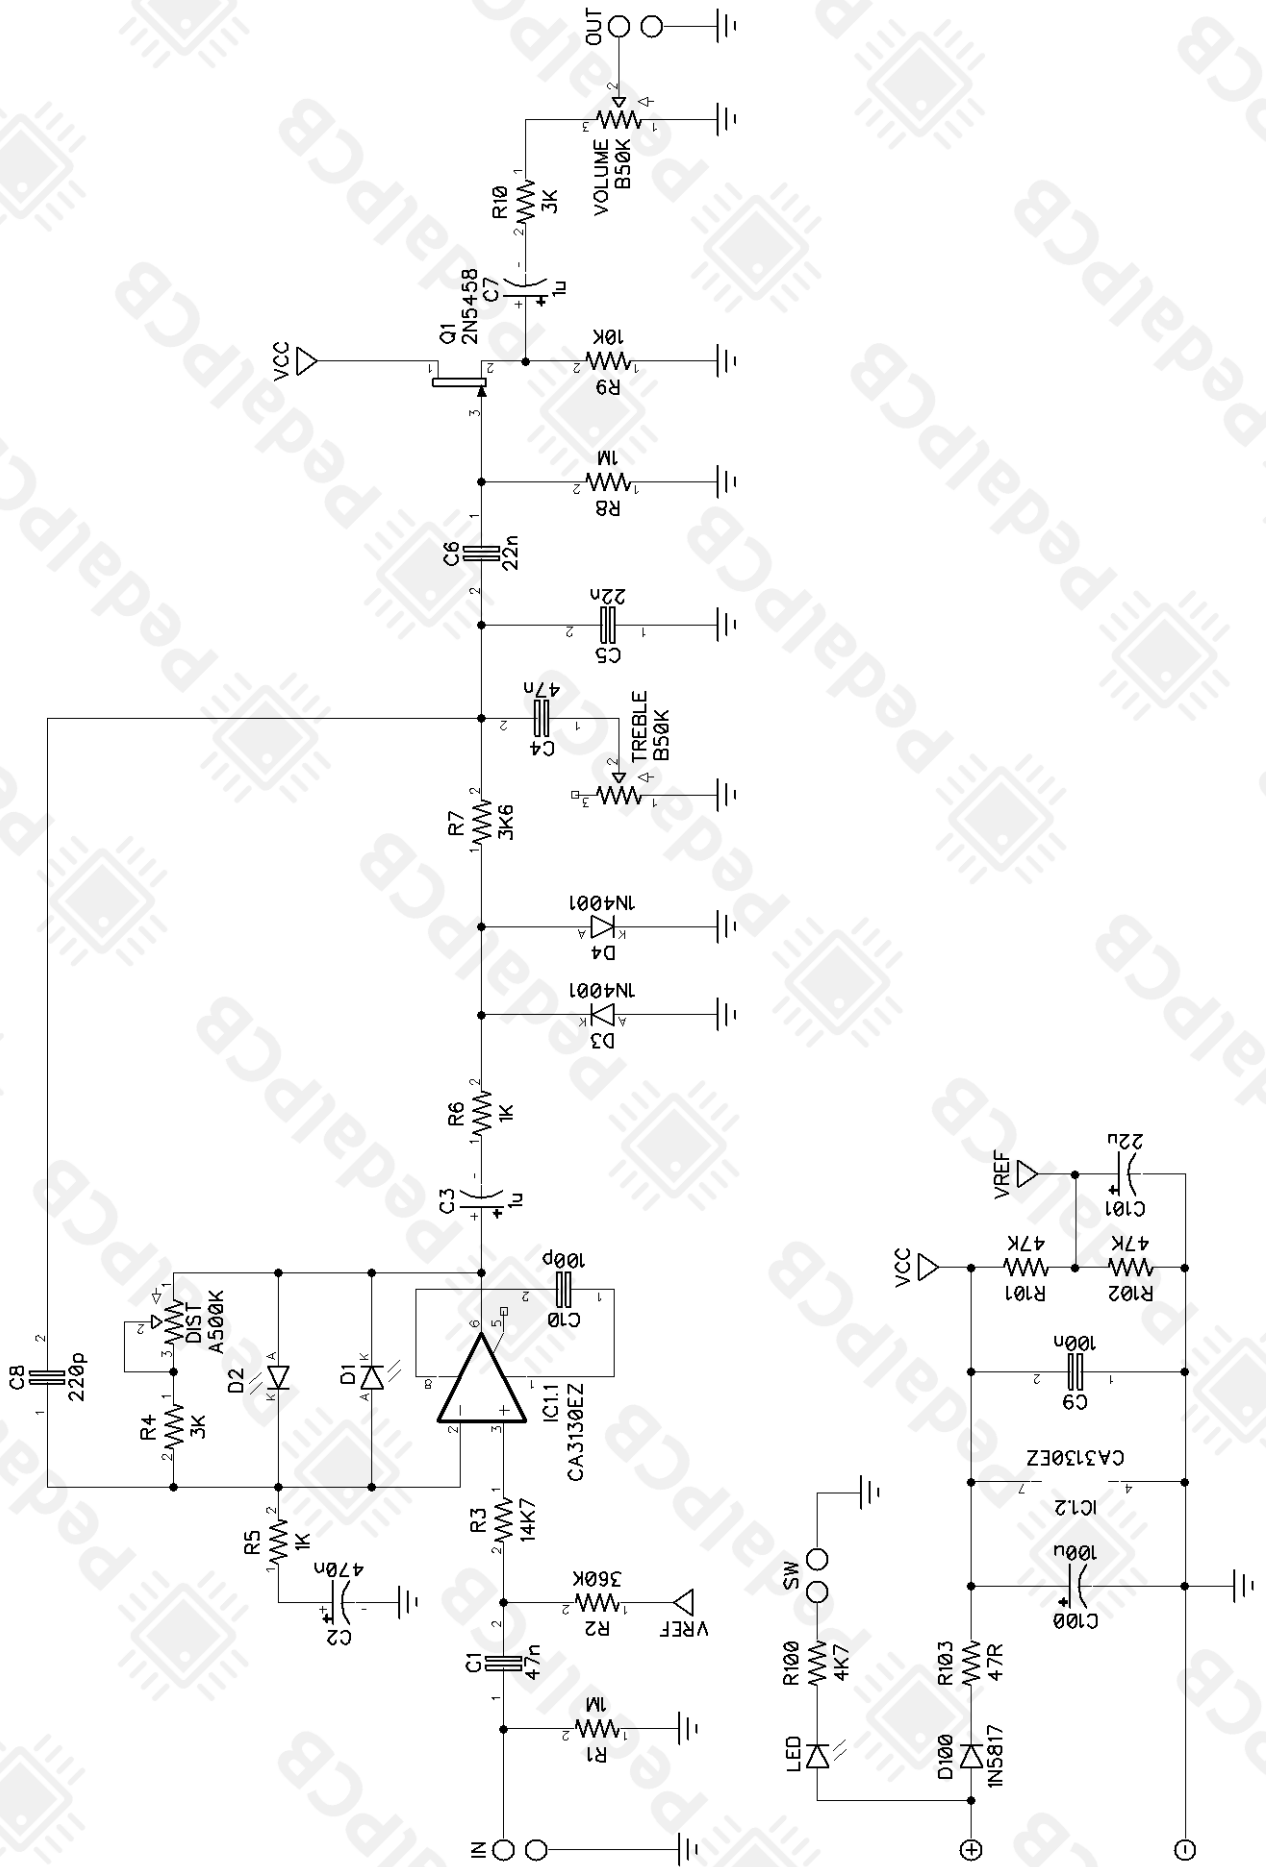 IN
R1
1M
C1
47n
R2
360K
VREF
R3
14K7
IC1.1
CA3130EZ
C2
470n
R5
1K
C8
220p
R4
3K
DIST
A500K
D2
D1
C10
100p
C3
1u
R6
1K
D3
1N4001
D4
1N4001
R7
3K6
C4
47n
TREBLE
B50K
C5
22n
C6
22n
R8
1M
VCC
Q1
2N5458
R9
10K
C7
1u
R10
3K
VOLUME
B50K
OUT
LED
R100
4K7
SW
D100
1N5817
R103
47R
C100
100u
IC1.2
CA3130EZ
C9
100n
VCC
R101
47K
R102
47K
VREF
C101
22u
PedalPCB